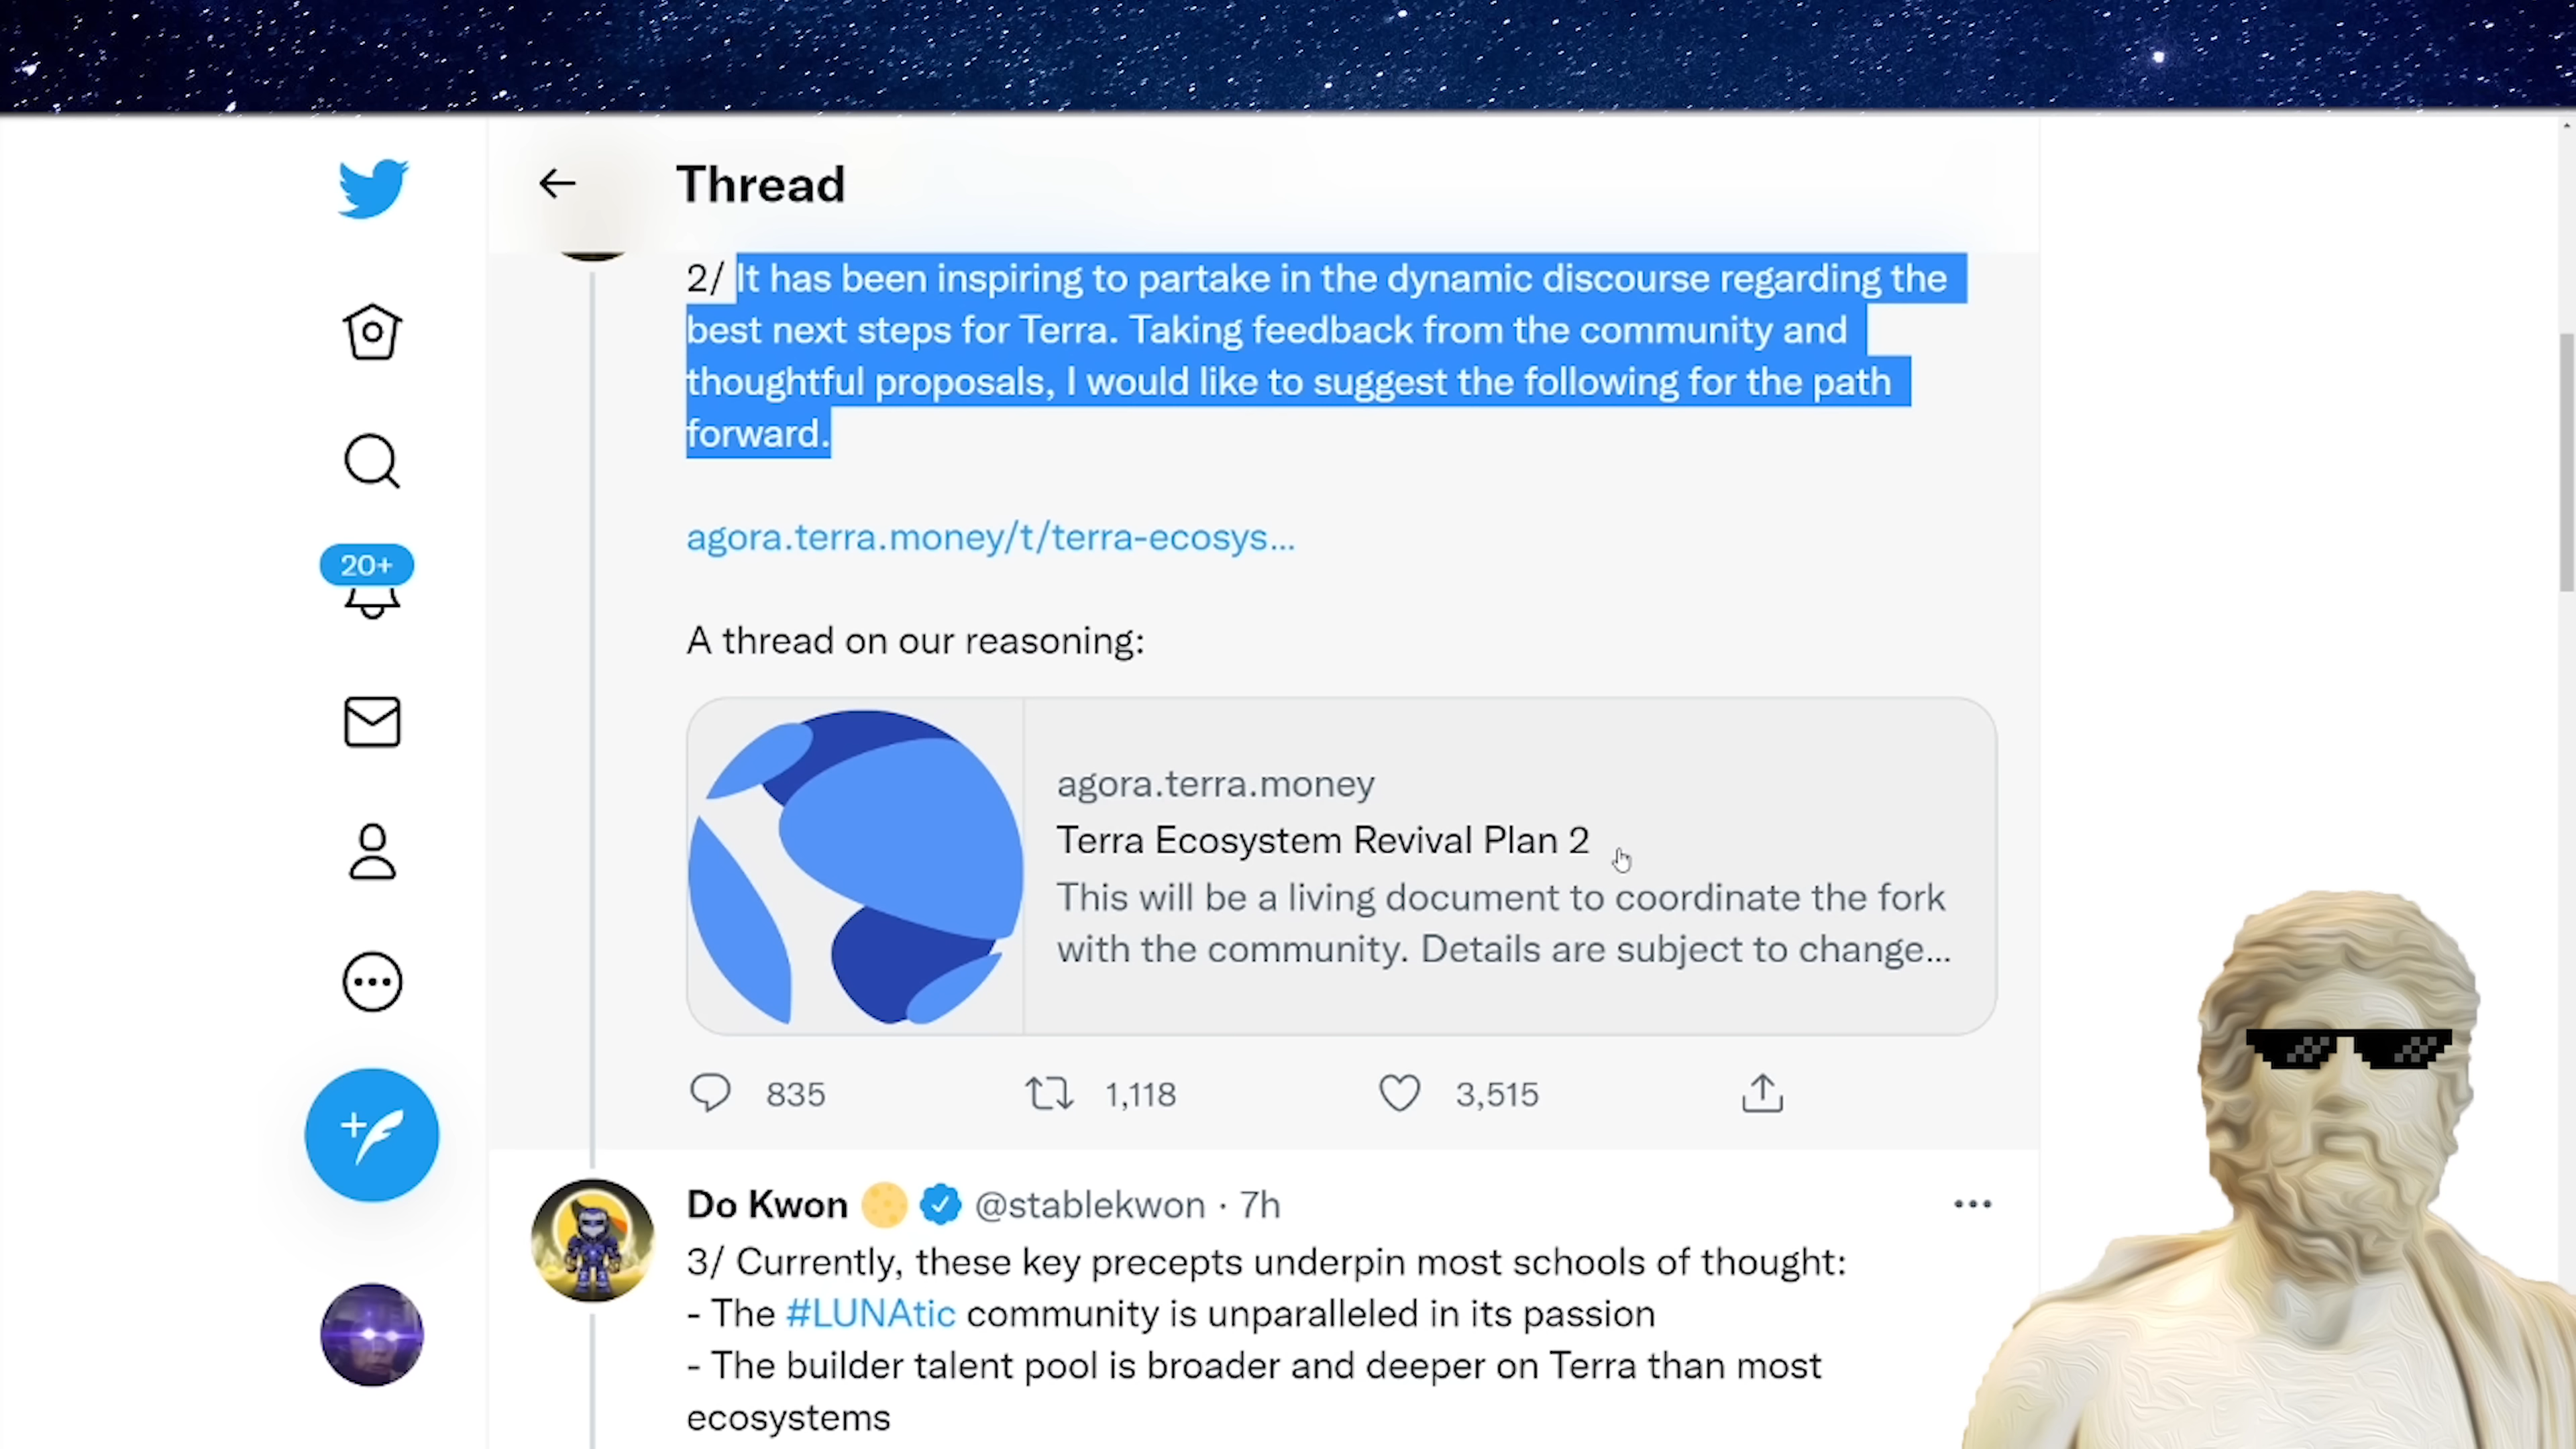 Thread
2/ It has been inspiring to partake in the dynamic discourse regarding the
best next steps for Terra. Taking feedback from the community and
thoughtful proposals, I would like to suggest the following for the path
forward.
agora.terra.money/t/terra-ecosys...
20+
A thread on our reasoning:
agora.terra.money
Terra Ecosystem Revival Plan 2
This will be a living document to coordinate the fork
with the community. Details are subject to change...
835 1,118 3,515
Do Kwon @stablekwon · 7h
3/ Currently, these key precepts underpin most schools of thought:
- The #LUNAtic community is unparalleled in its passion
- The builder talent pool is broader and deeper on Terra than most
ecosystems